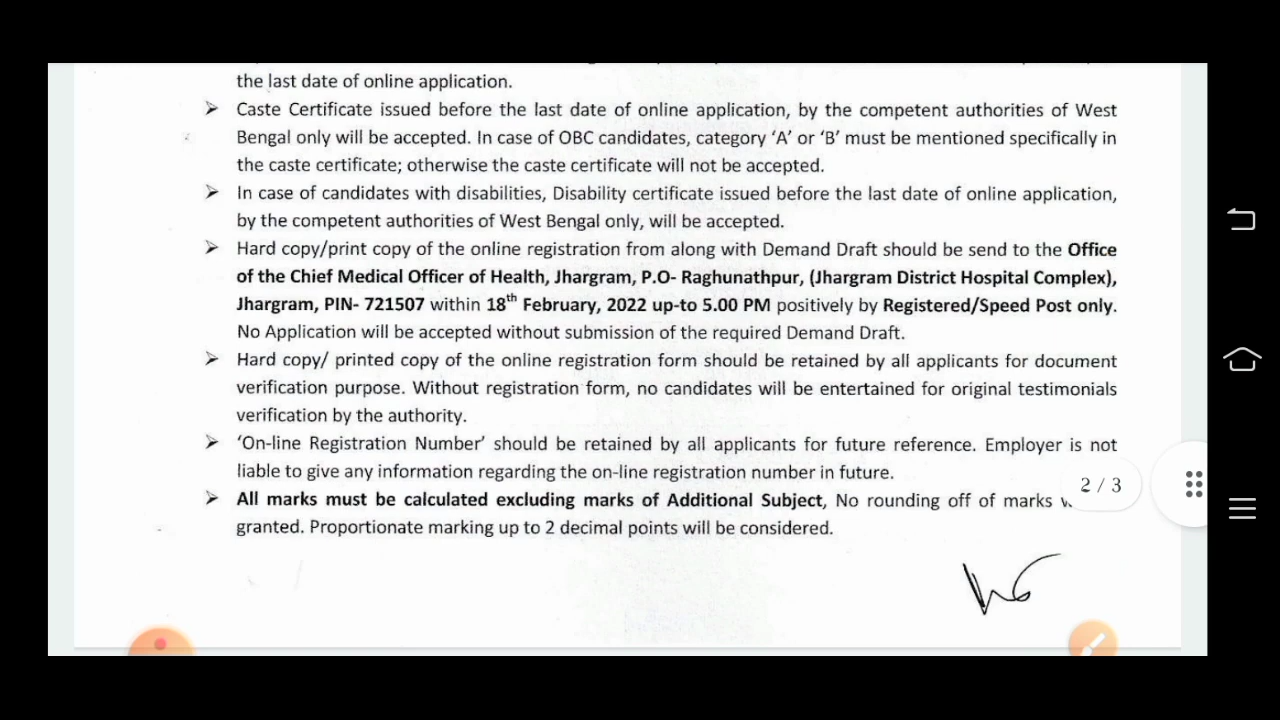 the last date of online application.
➢ Caste Certificate issued before the last date of online application, by the competent authorities of West
Bengal only will be accepted. In case of OBC candidates, category ‘A’ or ‘B’ must be mentioned specifically in
the caste certificate; otherwise the caste certificate will not be accepted.
➢ In case of candidates with disabilities, Disability certificate issued before the last date of online application,
by the competent authorities of West Bengal only, will be accepted.
➢ Hard copy/print copy of the online registration from along with Demand Draft should be send to the Office
of the Chief Medical Officer of Health, Jhargram, P.O- Raghunathpur, (Jhargram District Hospital Complex),
Jhargram, PIN- 721507 within 18th February, 2022 up-to 5.00 PM positively by Registered/Speed Post only.
No Application will be accepted without submission of the required Demand Draft.
➢ Hard copy/ printed copy of the online registration form should be retained by all applicants for document
verification purpose. Without registration form, no candidates will be entertained for original testimonials
verification by the authority.
➢ ‘On-line Registration Number’ should be retained by all applicants for future reference. Employer is not
liable to give any information regarding the on-line registration number in future.
➢ All marks must be calculated excluding marks of Additional Subject, No rounding off of marks
granted. Proportionate marking up to 2 decimal points will be considered.
2 / 3